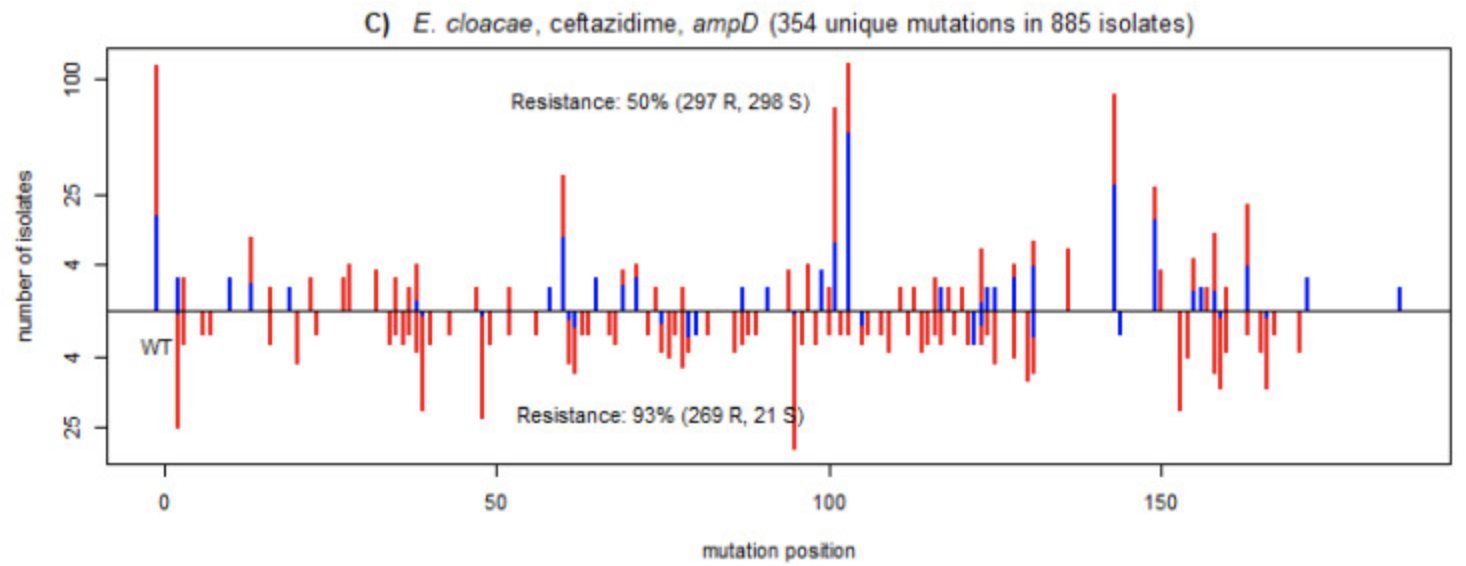 C) E. cloacae, ceftazidime, ampD (354 unique mutations in 885 isolates)
number of isolates
100
25
4
4
25
Resistance: 50% (297 R, 298 S)
WT
Resistance: 93% (269 R, 21 S)
0 50 100 150
mutation position